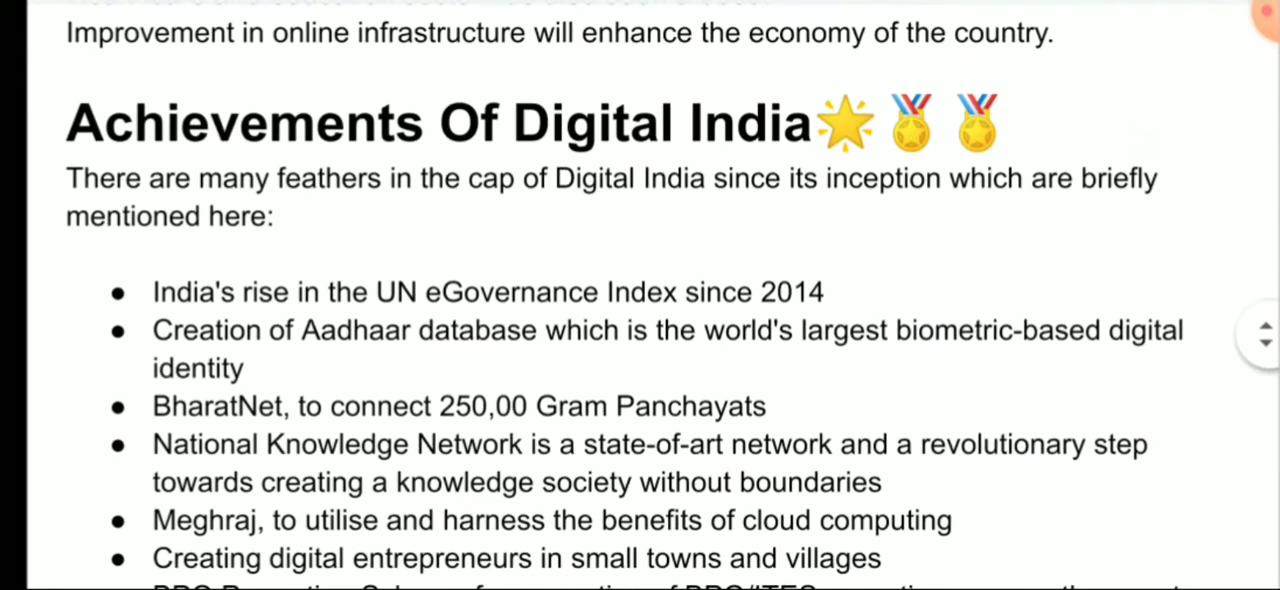 Improvement in online infrastructure will enhance the economy of the country.
Achievements Of Digital India🌟🏅🏅
There are many feathers in the cap of Digital India since its inception which are briefly
mentioned here:
● India's rise in the UN eGovernance Index since 2014
● Creation of Aadhaar database which is the world's largest biometric-based digital
identity
● BharatNet, to connect 250,00 Gram Panchayats
● National Knowledge Network is a state-of-art network and a revolutionary step
towards creating a knowledge society without boundaries
● Meghraj, to utilise and harness the benefits of cloud computing
● Creating digital entrepreneurs in small towns and villages